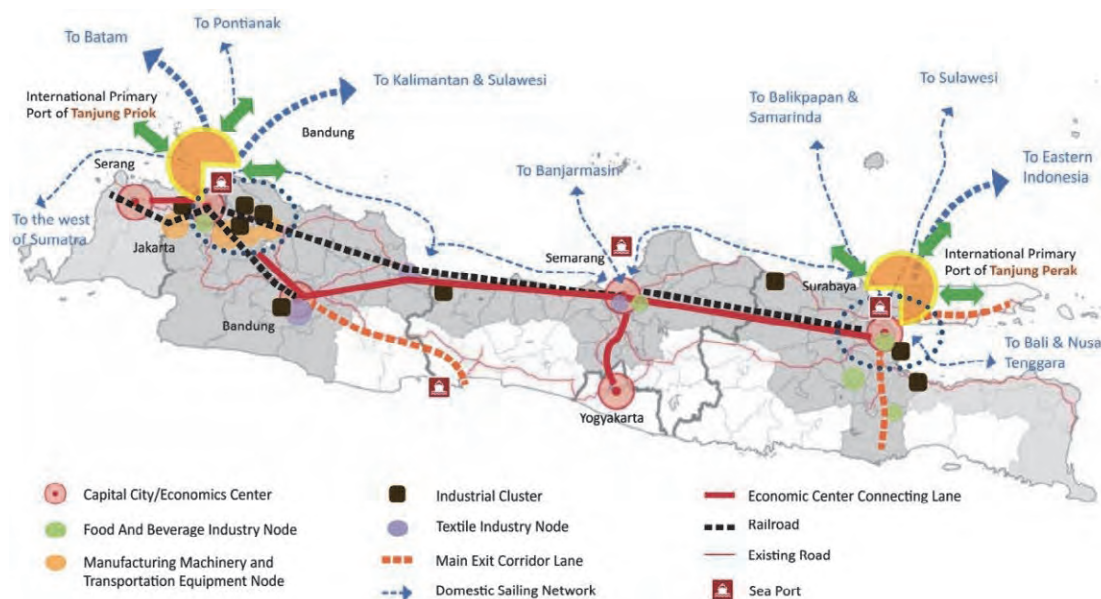 To Pontianak
To Batam
To Kalimantan & Sulawesi
To Sulawesi
International Primary
Port of Tanjung Priok
Bandung
To Balikpapan &
Samarinda
Serang
To Banjarmasin
To Eastern
Indonesia
To the west
of Sumatra
Jakarta
Semarang
Surabaya
International Primary
Port of Tanjung Perak
Bandung
To Bali & Nusa
Tenggara
Yogyakarta
Capital City/Economics Center
Food And Beverage Industry Node
Manufacturing Machinery and
Transportation Equipment Node
Industrial Cluster
Textile Industry Node
Main Exit Corridor Lane
Domestic Sailing Network
Economic Center Connecting Lane
Railroad
Existing Road
Sea Port